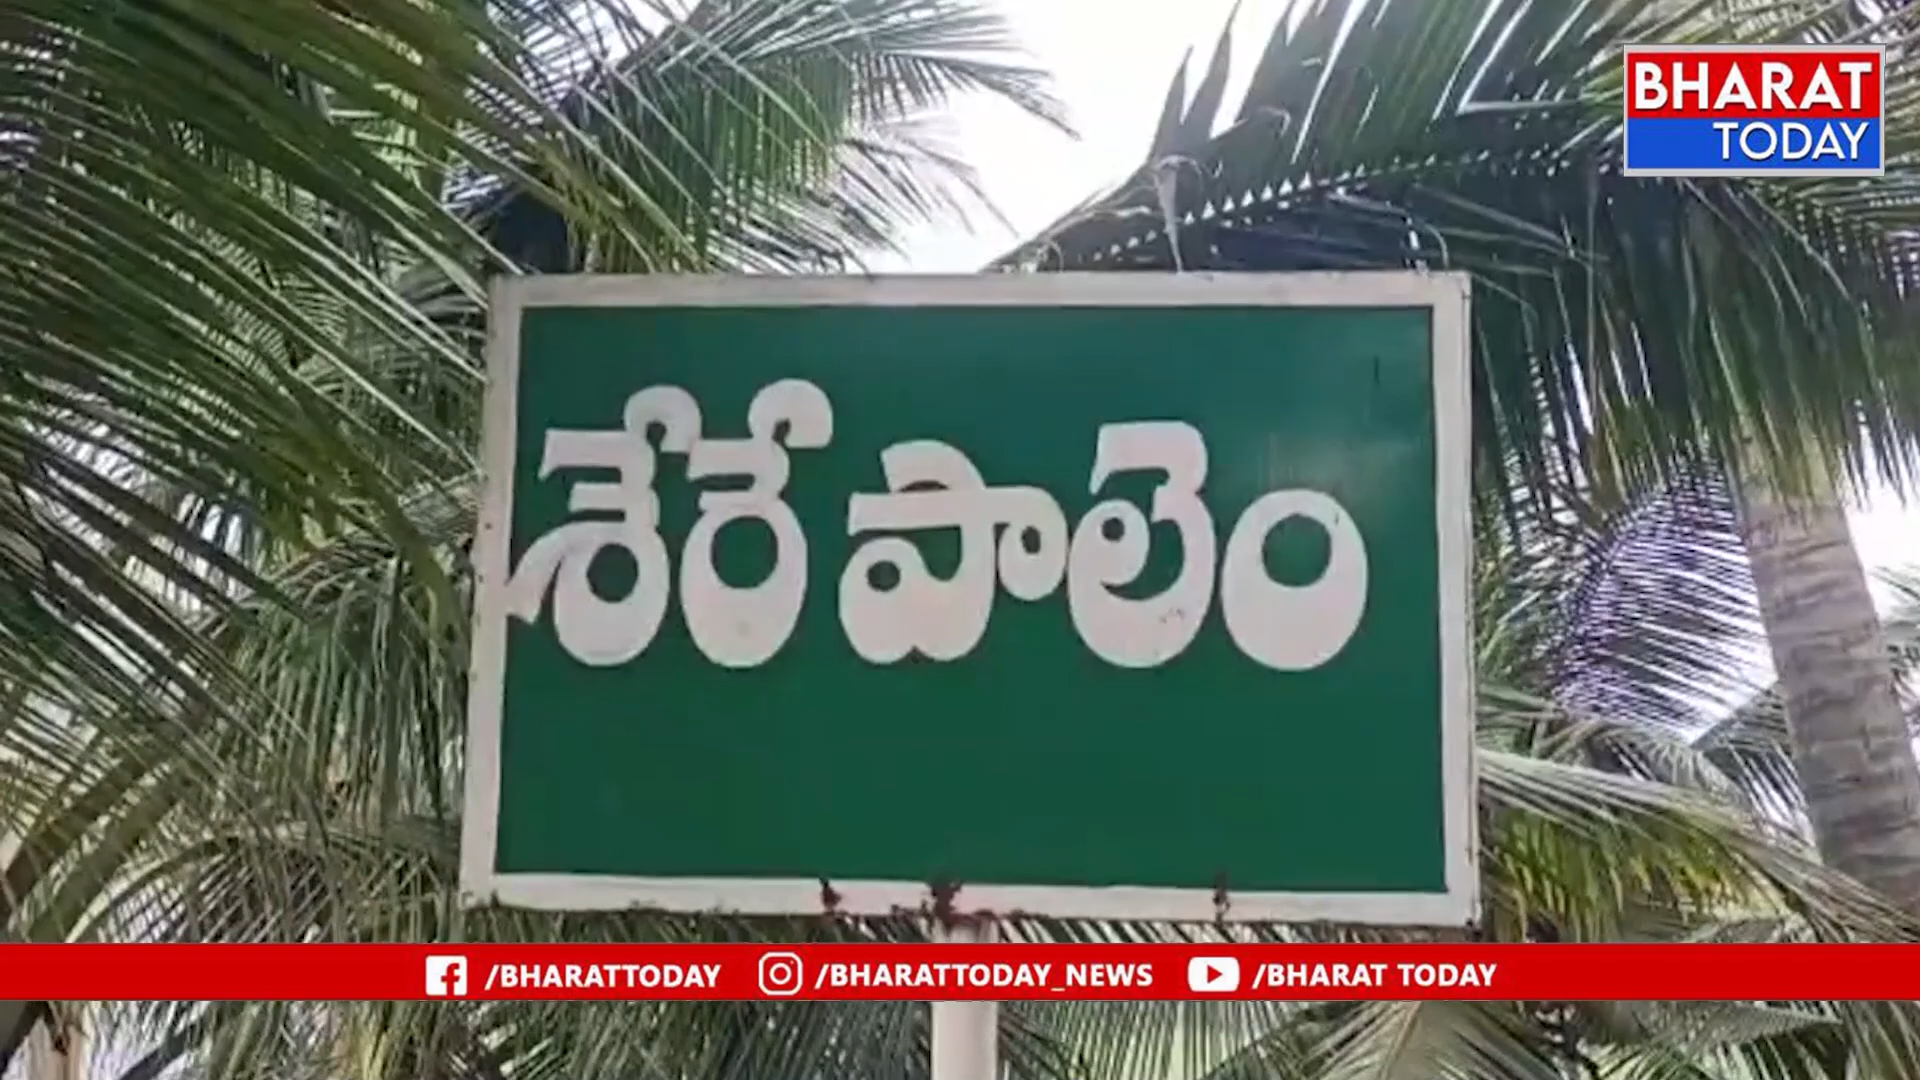 BHARAT
TODAY
శేరే పాలెం
/BHARATTODAY /BHARATTODAY_NEWS /BHARAT TODAY